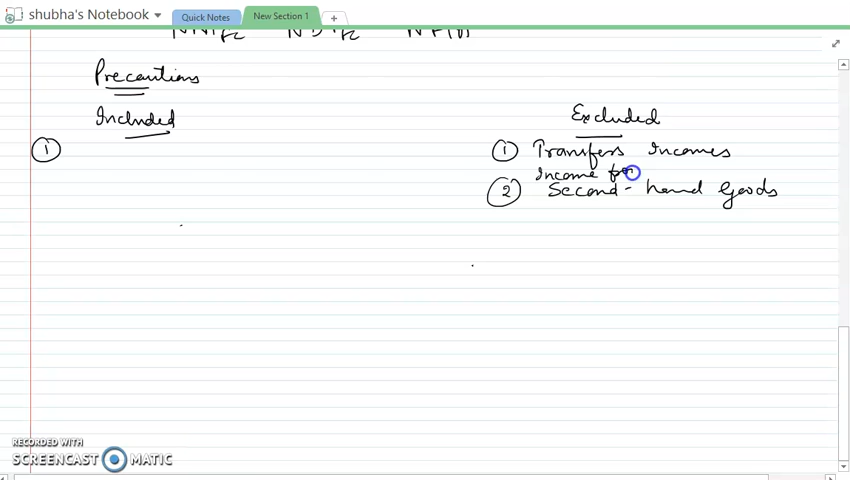 shubha's Notebook
Quick Notes
New Section 1
Precautions
Included
Excluded
①
① Transfers Incomes
Income for
② Second-hand Goods
RECORDED WITH
SCREENCAST MATIC